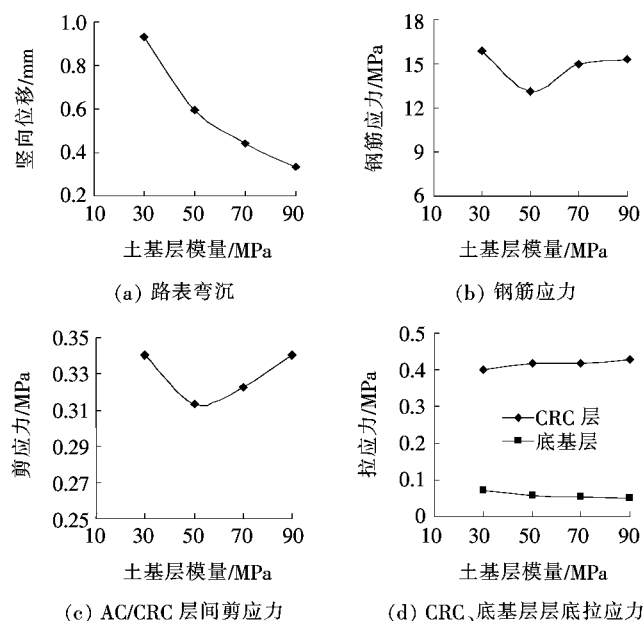 1.0
0.8
0.6
0.4
0.2
竖向位移/mm
10 30 50 70 90
土基层模量/MPa
(a) 路表弯沉
18
15
12
9
6
钢筋应力/MPa
10 30 50 70 90
土基层模量/MPa
(b) 钢筋应力
0.35
0.33
0.31
0.29
0.27
0.25
剪应力/MPa
10 30 50 70 90
土基层模量/MPa
(c) AC/CRC 层间剪应力
0.5
0.4
0.3
0.2
0.1
0
拉应力/MPa
CRC 层
底基层
10 30 50 70 90
土基层模量/MPa
(d) CRC、底基层层底拉应力